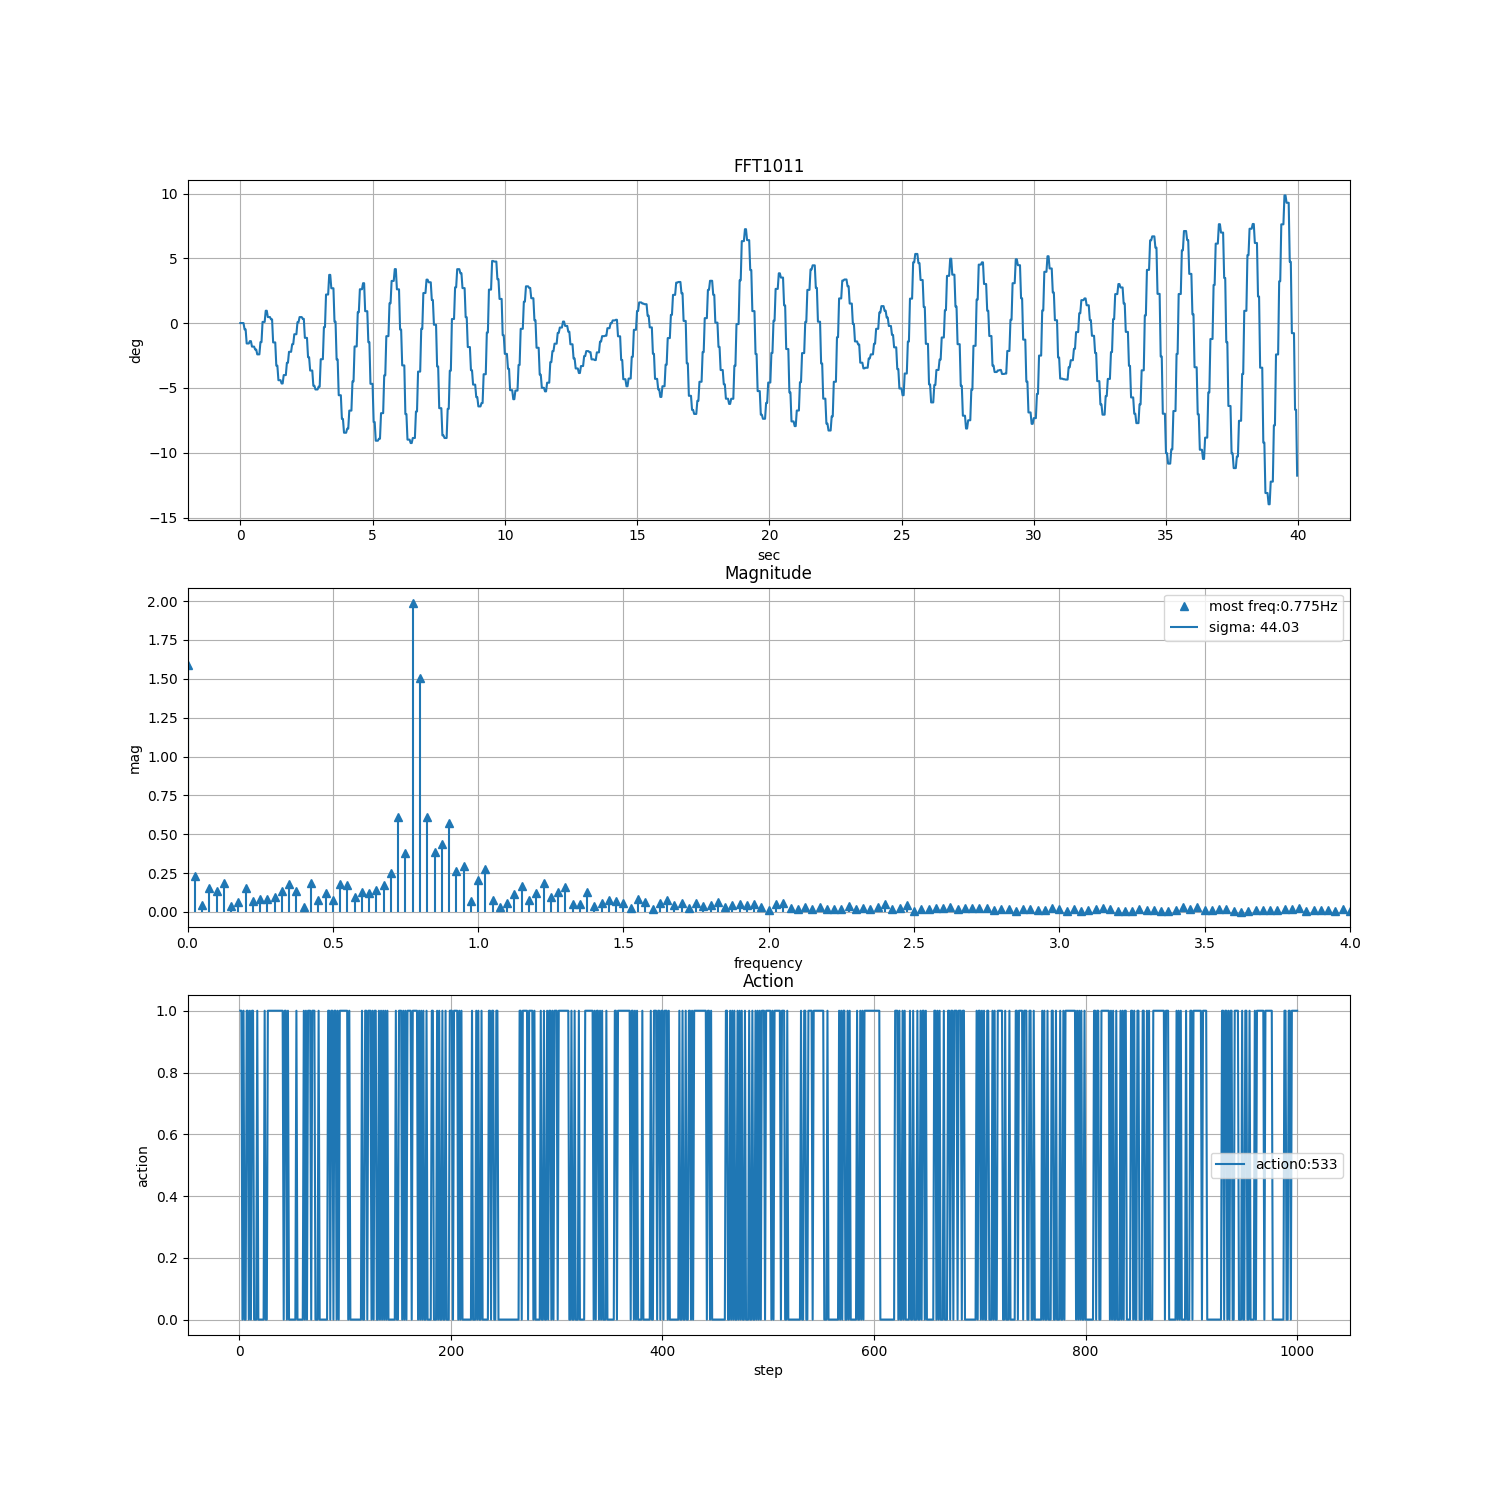 FFT1011
10
5
0
−5
−10
−15
deg
0 5 10 15 20 25 30 35 40
sec
Magnitude
2.00
1.75
1.50
1.25
1.00
0.75
0.50
0.25
0.00
mag
most freq:0.775Hz
sigma: 44.03
0.0 0.5 1.0 1.5 2.0 2.5 3.0 3.5 4.0
frequency
Action
1.0
0.8
0.6
0.4
0.2
0.0
action
action0:533
0 200 400 600 800 1000
step